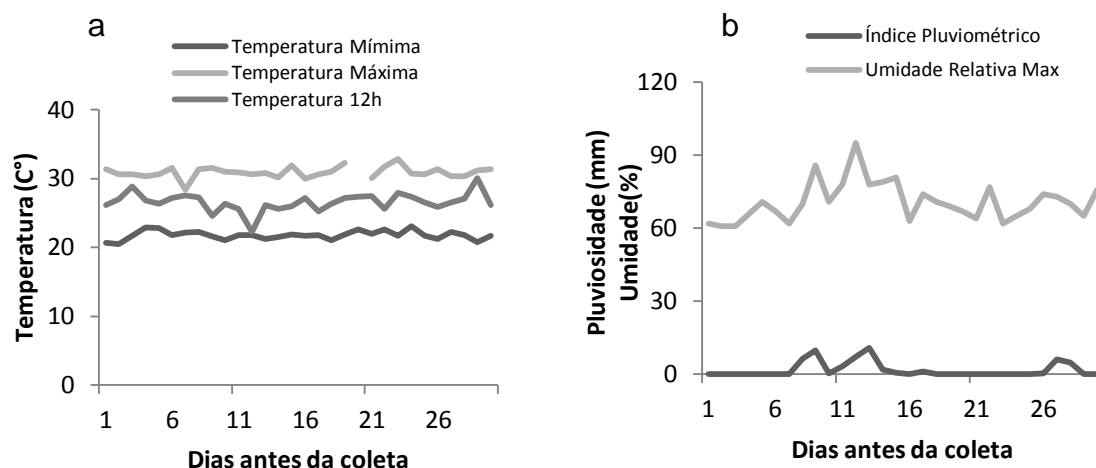 a
Temperatura Mímima
Temperatura Máxima
Temperatura 12h
40
30
20
10
0
Temperatura (C°)
1
6
11
16
21
26
Dias antes da coleta
b
Índice Pluviométrico
Umidade Relativa Max
120
90
60
30
0
Pluviosidade (mm)
Umidade(%)
1
6
11
16
21
26
Dias antes da coleta